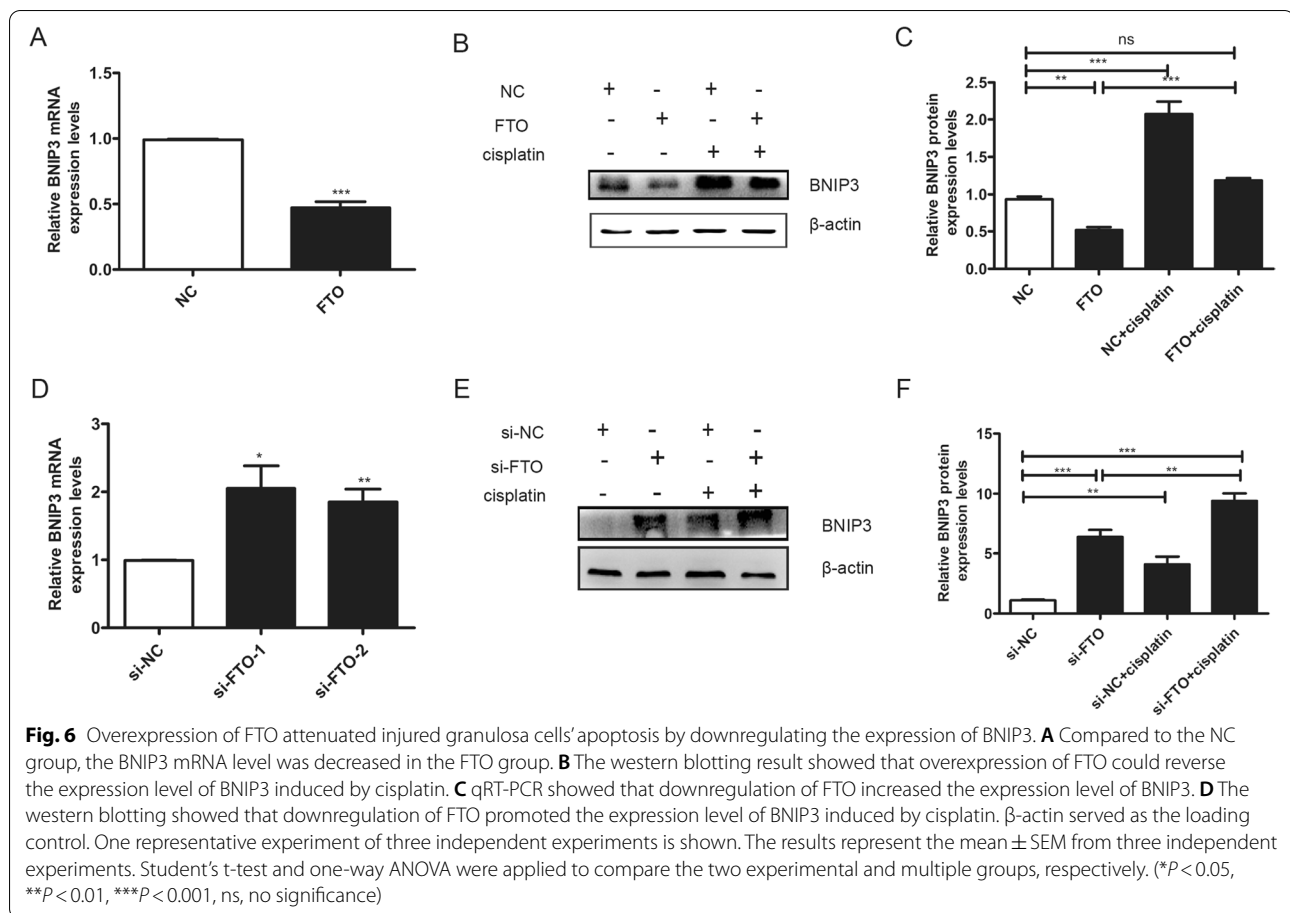 A
Relative BNIP3 mRNA
expression levels
1.5
1.0
0.5
0.0
***
NC
FTO
B
NC + - + -
FTO - + - +
cisplatin - - + +
BNIP3
β-actin
C
Relative BNIP3 protein
expression levels
2.5
2.0
1.5
1.0
0.5
0.0
ns
***
** ***
NC
FTO
NC+cisplatin
FTO+cisplatin
D
Relative BNIP3 mRNA
expression levels
3
2
1
0
*
**
si-NC
si-FTO-1
si-FTO-2
E
si-NC + - + -
si-FTO - + - +
cisplatin - - + +
BNIP3
β-actin
F
Relative BNIP3 protein
expression levels
15
10
5
0
***
*** **
**
si-NC
si-FTO
si-NC+cisplatin
si-FTO+cisplatin
Fig. 6 Overexpression of FTO attenuated injured granulosa cells’ apoptosis by downregulating the expression of BNIP3. A Compared to the NC
group, the BNIP3 mRNA level was decreased in the FTO group. B The western blotting result showed that overexpression of FTO could reverse
the expression level of BNIP3 induced by cisplatin. C qRT-PCR showed that downregulation of FTO increased the expression level of BNIP3. D The
western blotting showed that downregulation of FTO promoted the expression level of BNIP3 induced by cisplatin. β-actin served as the loading
control. One representative experiment of three independent experiments is shown. The results represent the mean ± SEM from three independent
experiments. Student’s t-test and one-way ANOVA were applied to compare the two experimental and multiple groups, respectively. (*P < 0.05,
**P < 0.01, ***P < 0.001, ns, no significance)